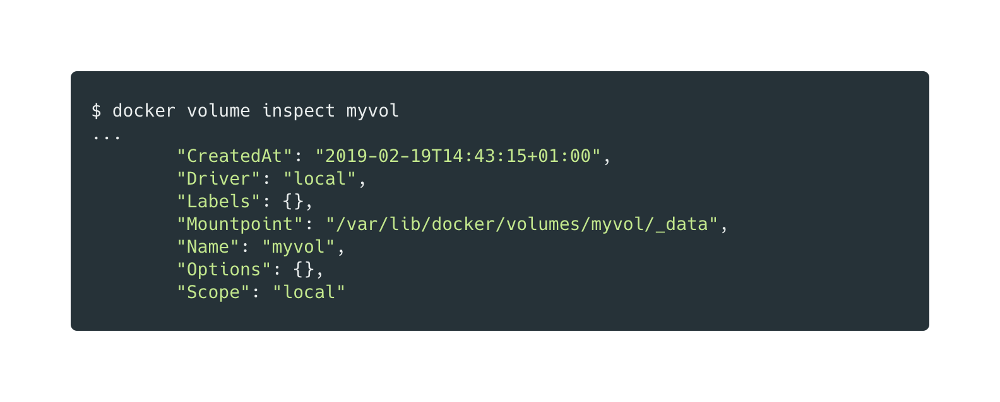 $ docker volume inspect myvol
...
        "CreatedAt": "2019-02-19T14:43:15+01:00",
        "Driver": "local",
        "Labels": {},
        "Mountpoint": "/var/lib/docker/volumes/myvol/_data",
        "Name": "myvol",
        "Options": {},
        "Scope": "local"